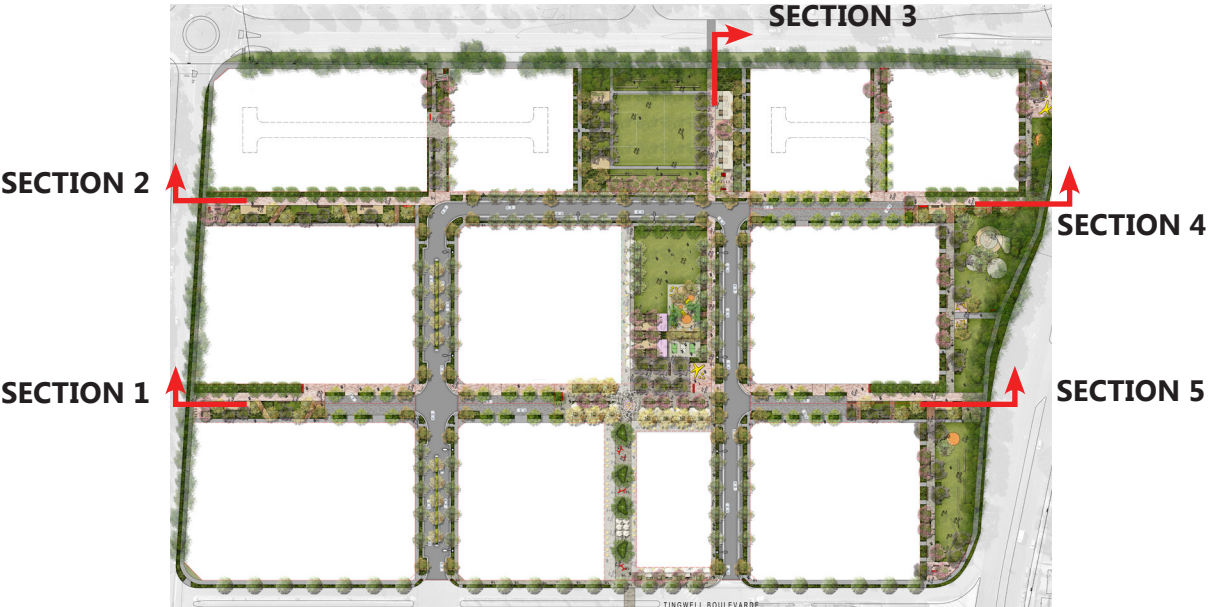 SECTION 3
SECTION 2
SECTION 4
SECTION 1
SECTION 5
TINGWELL BOULEVARDE